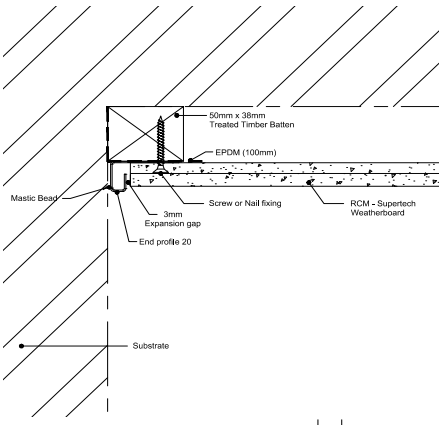 50mm x 38mm
Treated Timber Batten
EPDM (100mm)
Mastic Bead
3mm
Expansion gap
Screw or Nail fixing
RCM - Supertech
Weatherboard
End profile 20
Substrate